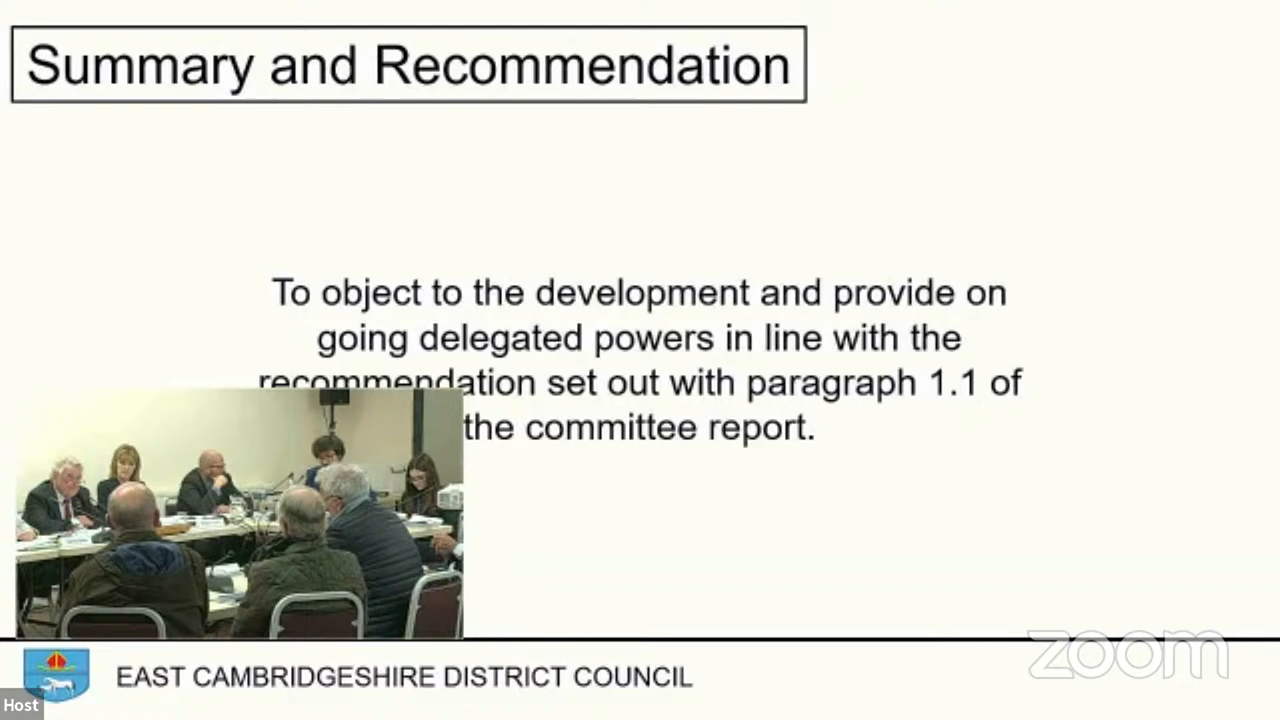 Summary and Recommendation
To object to the development and provide on
going delegated powers in line with the
recommendation set out with paragraph 1.1 of
the committee report.
EAST CAMBRIDGESHIRE DISTRICT COUNCIL
zoom
Host